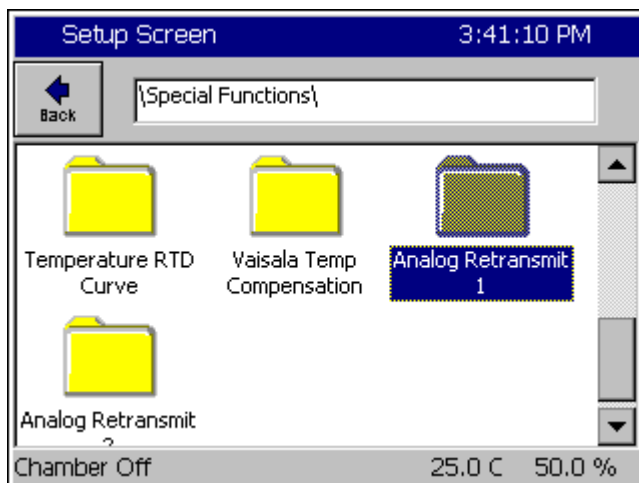 Setup Screen 3:41:10 PM
Back
\Special Functions\
Temperature RTD
Curve
Vaisala Temp
Compensation
Analog Retransmit
1
Analog Retransmit
Chamber Off 25.0 C 50.0 %